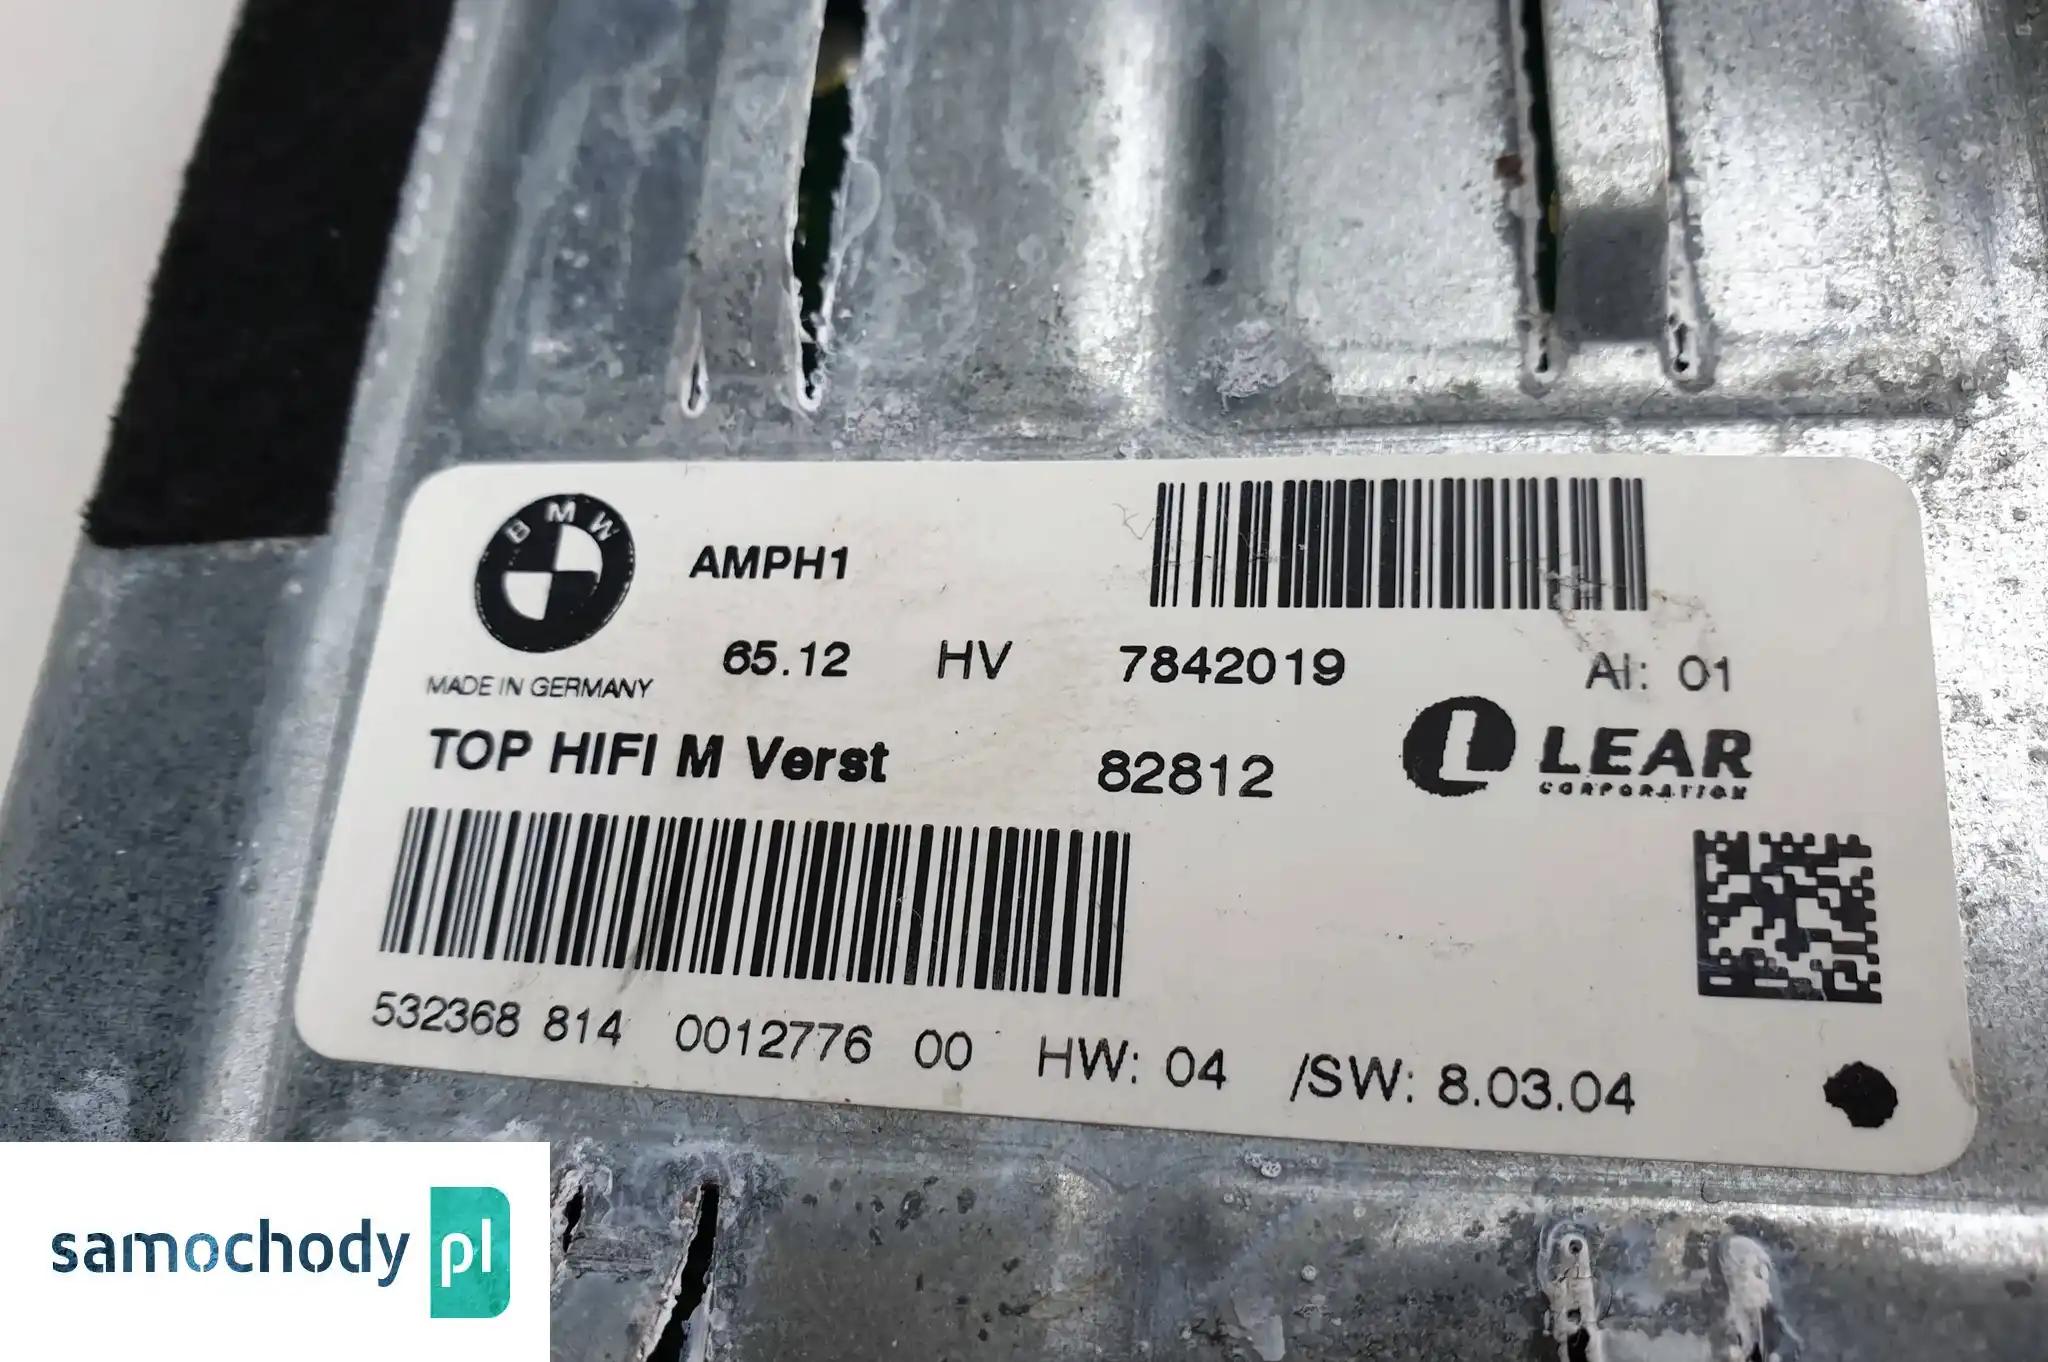 BMW
AMPH1
65.12 HV 7842019 AI: 01
MADE IN GERMANY
TOP HIFI M Verst 82812
LEAR
CORPORATION
532368 814 0012776 00 HW: 04 /SW: 8.03.04
samochody pl